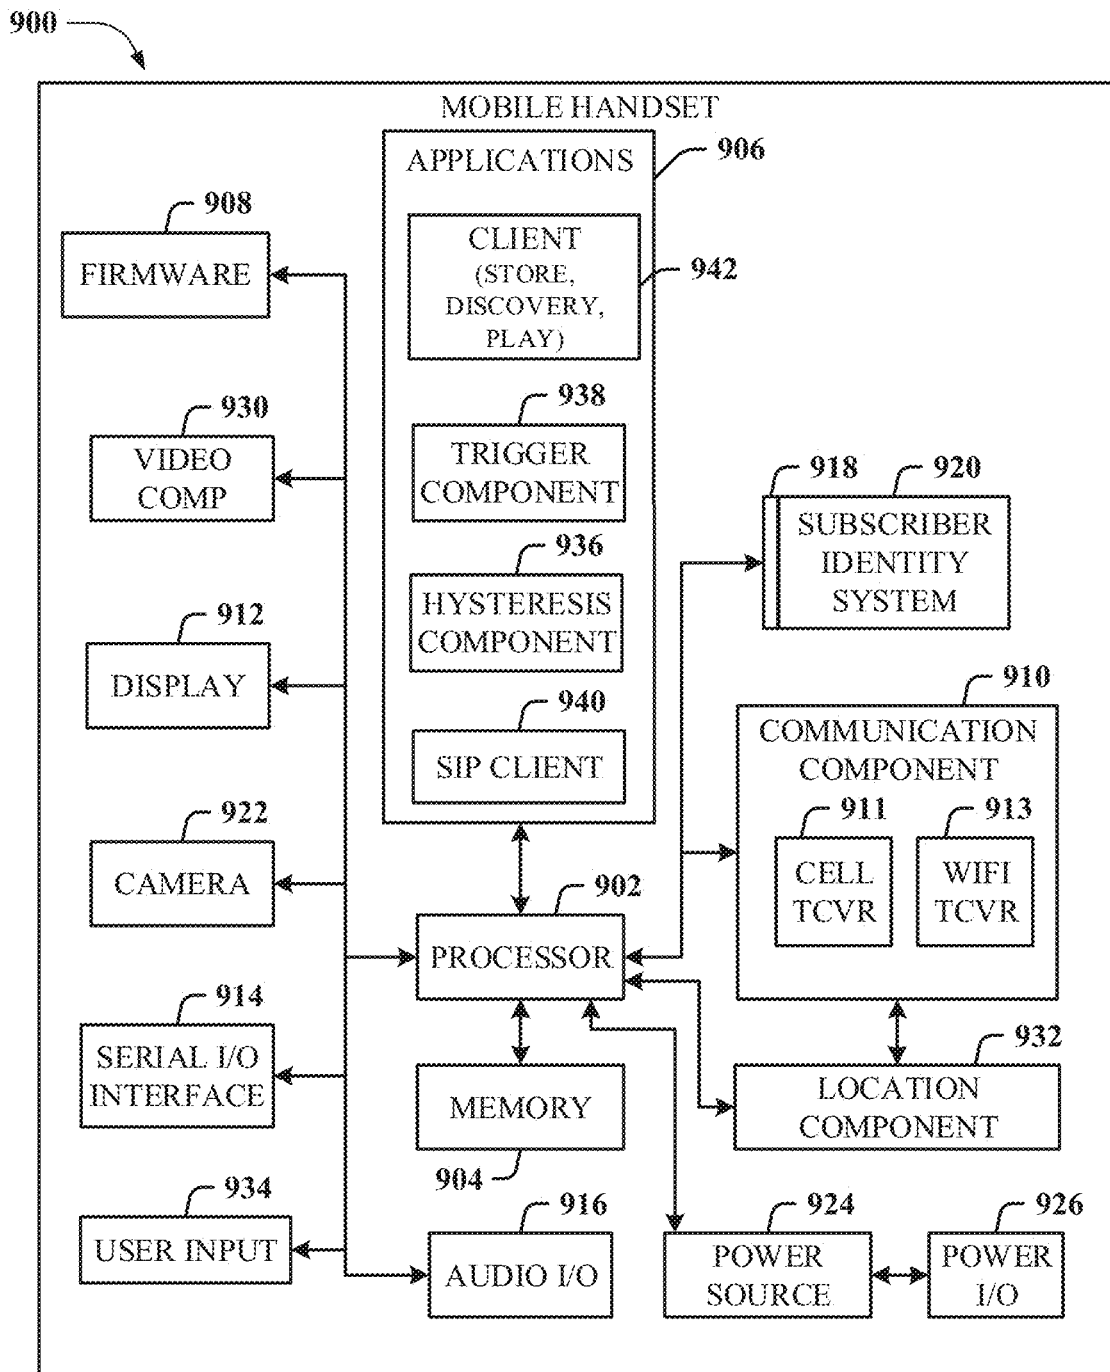 900
MOBILE HANDSET
APPLICATIONS
906
CLIENT
(STORE,
DISCOVERY,
PLAY)
942
938
TRIGGER
COMPONENT
936
HYSTERESIS
COMPONENT
940
SIP CLIENT
908
FIRMWARE
930
VIDEO
COMP
912
DISPLAY
922
CAMERA
914
SERIAL I/O
INTERFACE
934
USER INPUT
902
PROCESSOR
MEMORY
904
916
AUDIO I/O
918
920
SUBSCRIBER
IDENTITY
SYSTEM
910
COMMUNICATION
COMPONENT
911
CELL
TCVR
913
WIFI
TCVR
932
LOCATION
COMPONENT
924
POWER
SOURCE
926
POWER
I/O